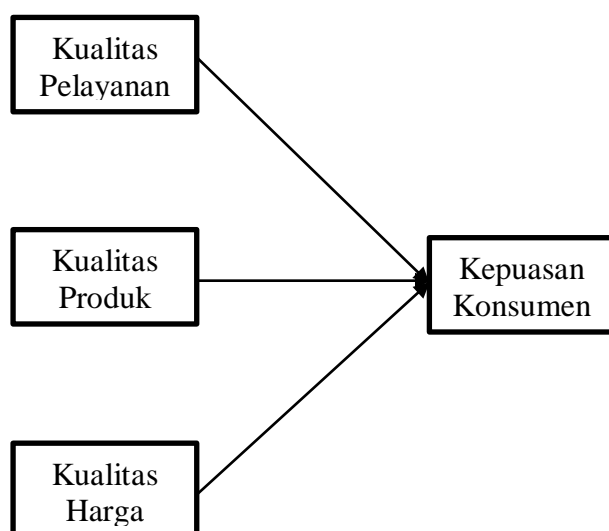 Kualitas
Pelayanan
Kualitas
Produk
Kepuasan
Konsumen
Kualitas
Harga